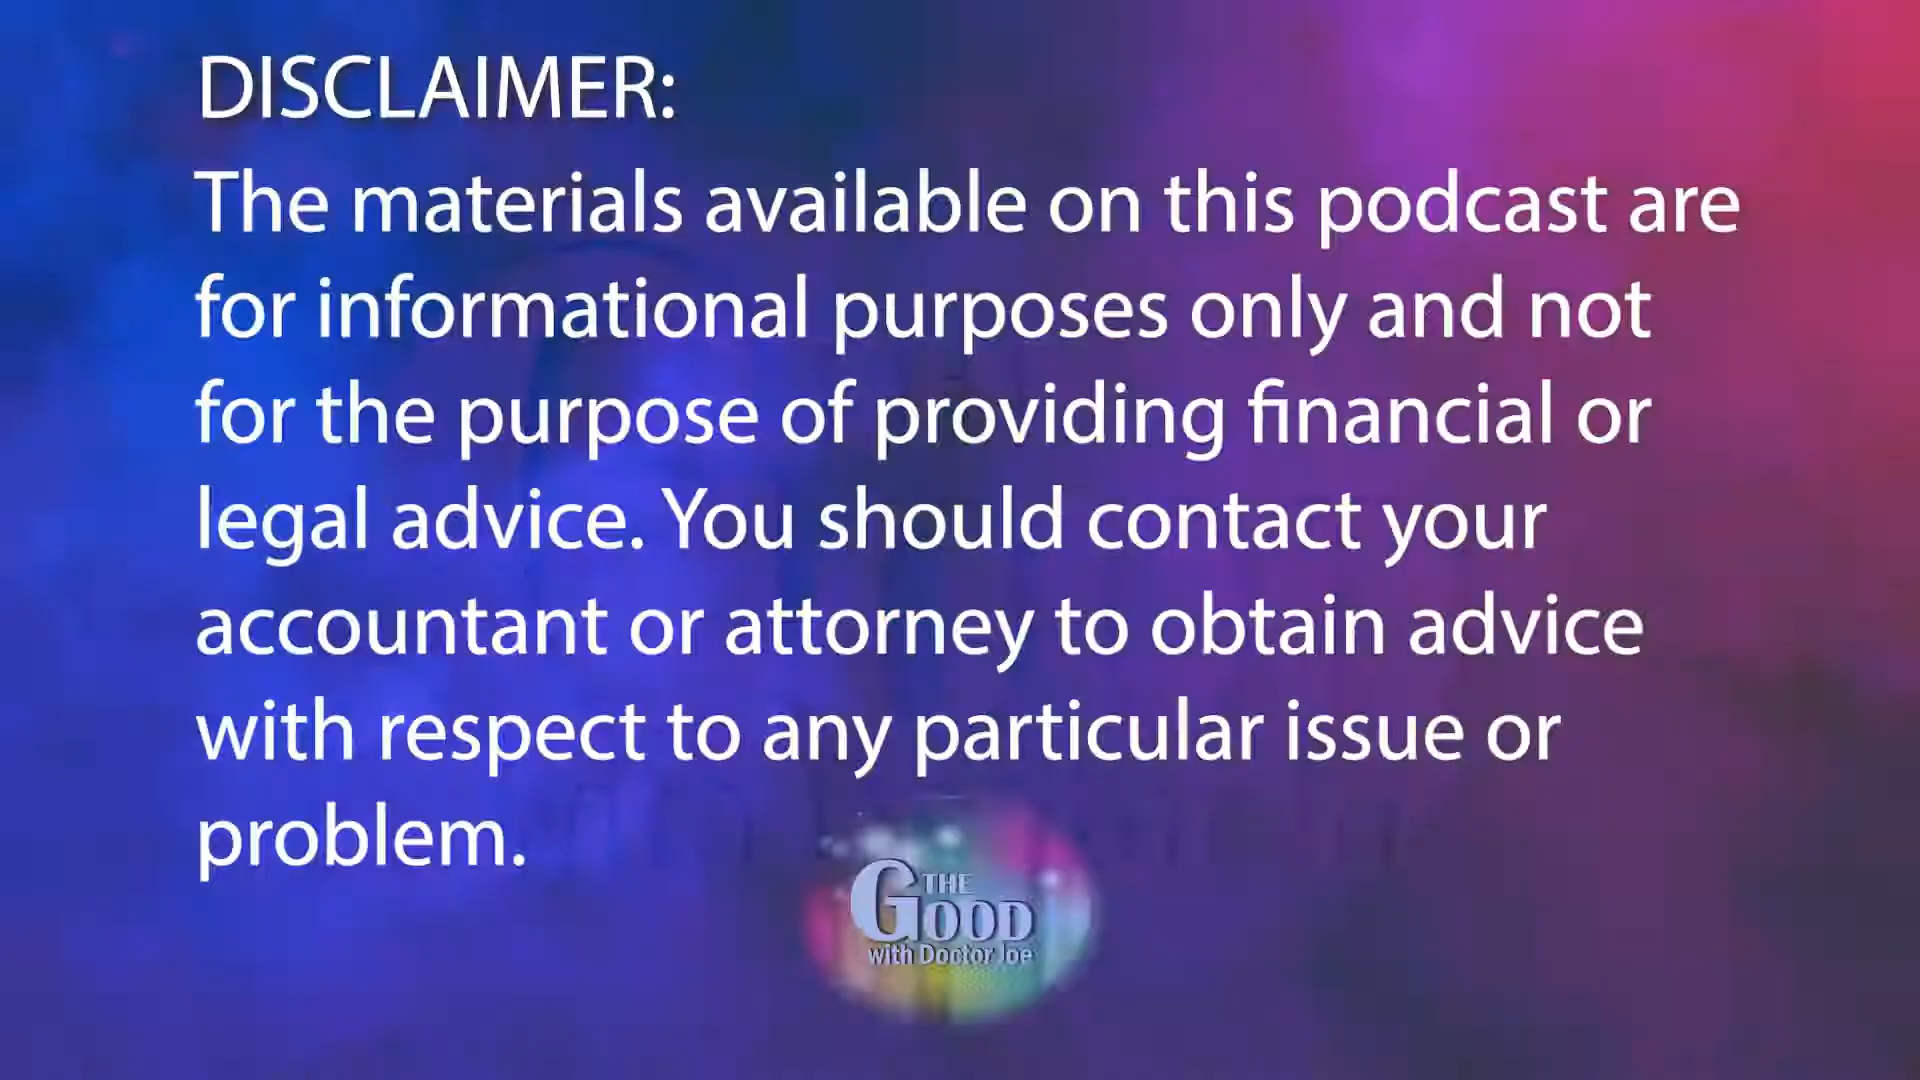 DISCLAIMER:
The materials available on this podcast are
for informational purposes only and not
for the purpose of providing financial or
legal advice. You should contact your
accountant or attorney to obtain advice
with respect to any particular issue or
problem.
THE
GOOD
with Doctor Joe